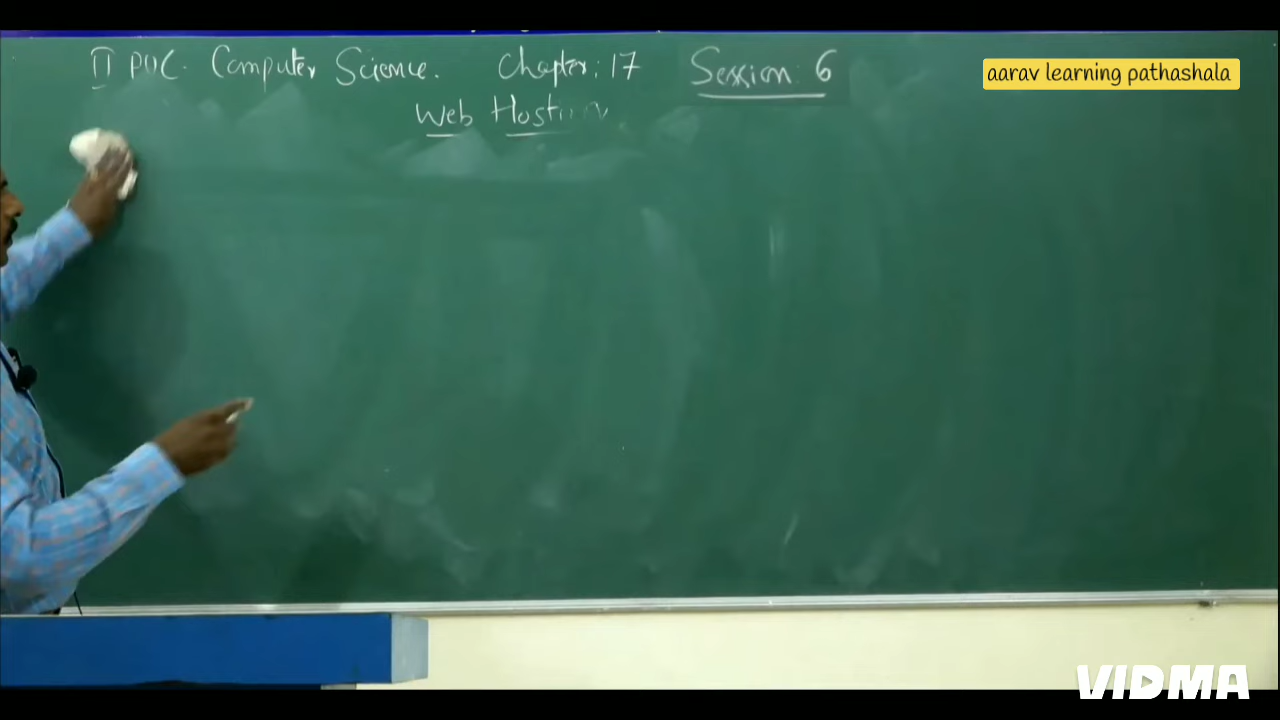 II PUC. Computer Science. Chapter: 17 Session: 6
aarav learning pathashala
Web Hosting
VIDMA